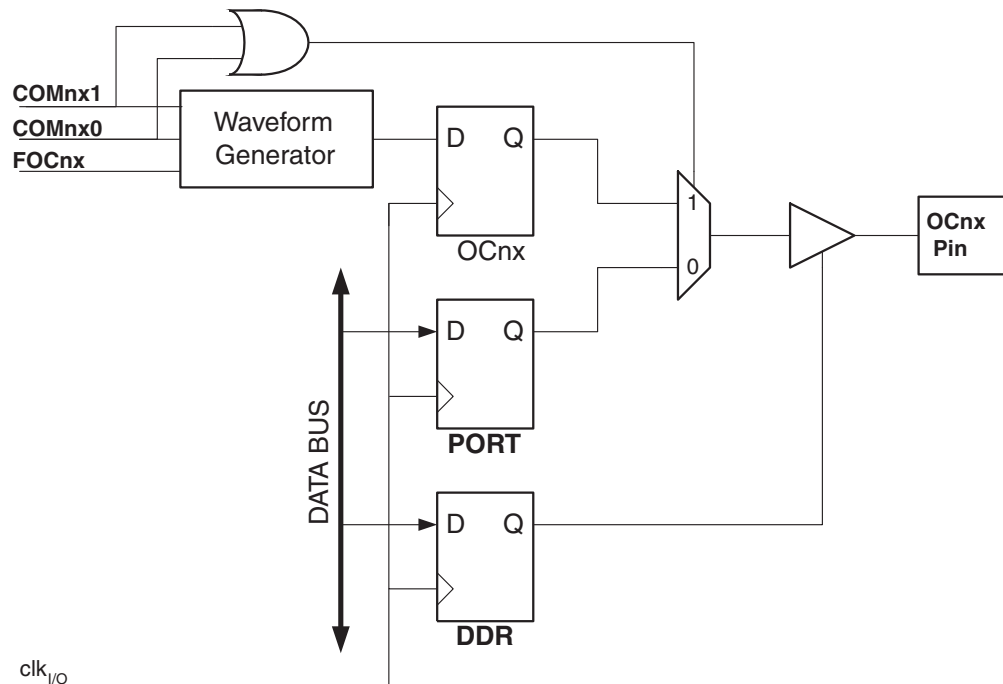 COMnx1
COMnx0
FOCnx
Waveform
Generator
D Q
OCnx
1
0
OCnx
Pin
D Q
PORT
D Q
DDR
DATA BUS
clkI/O